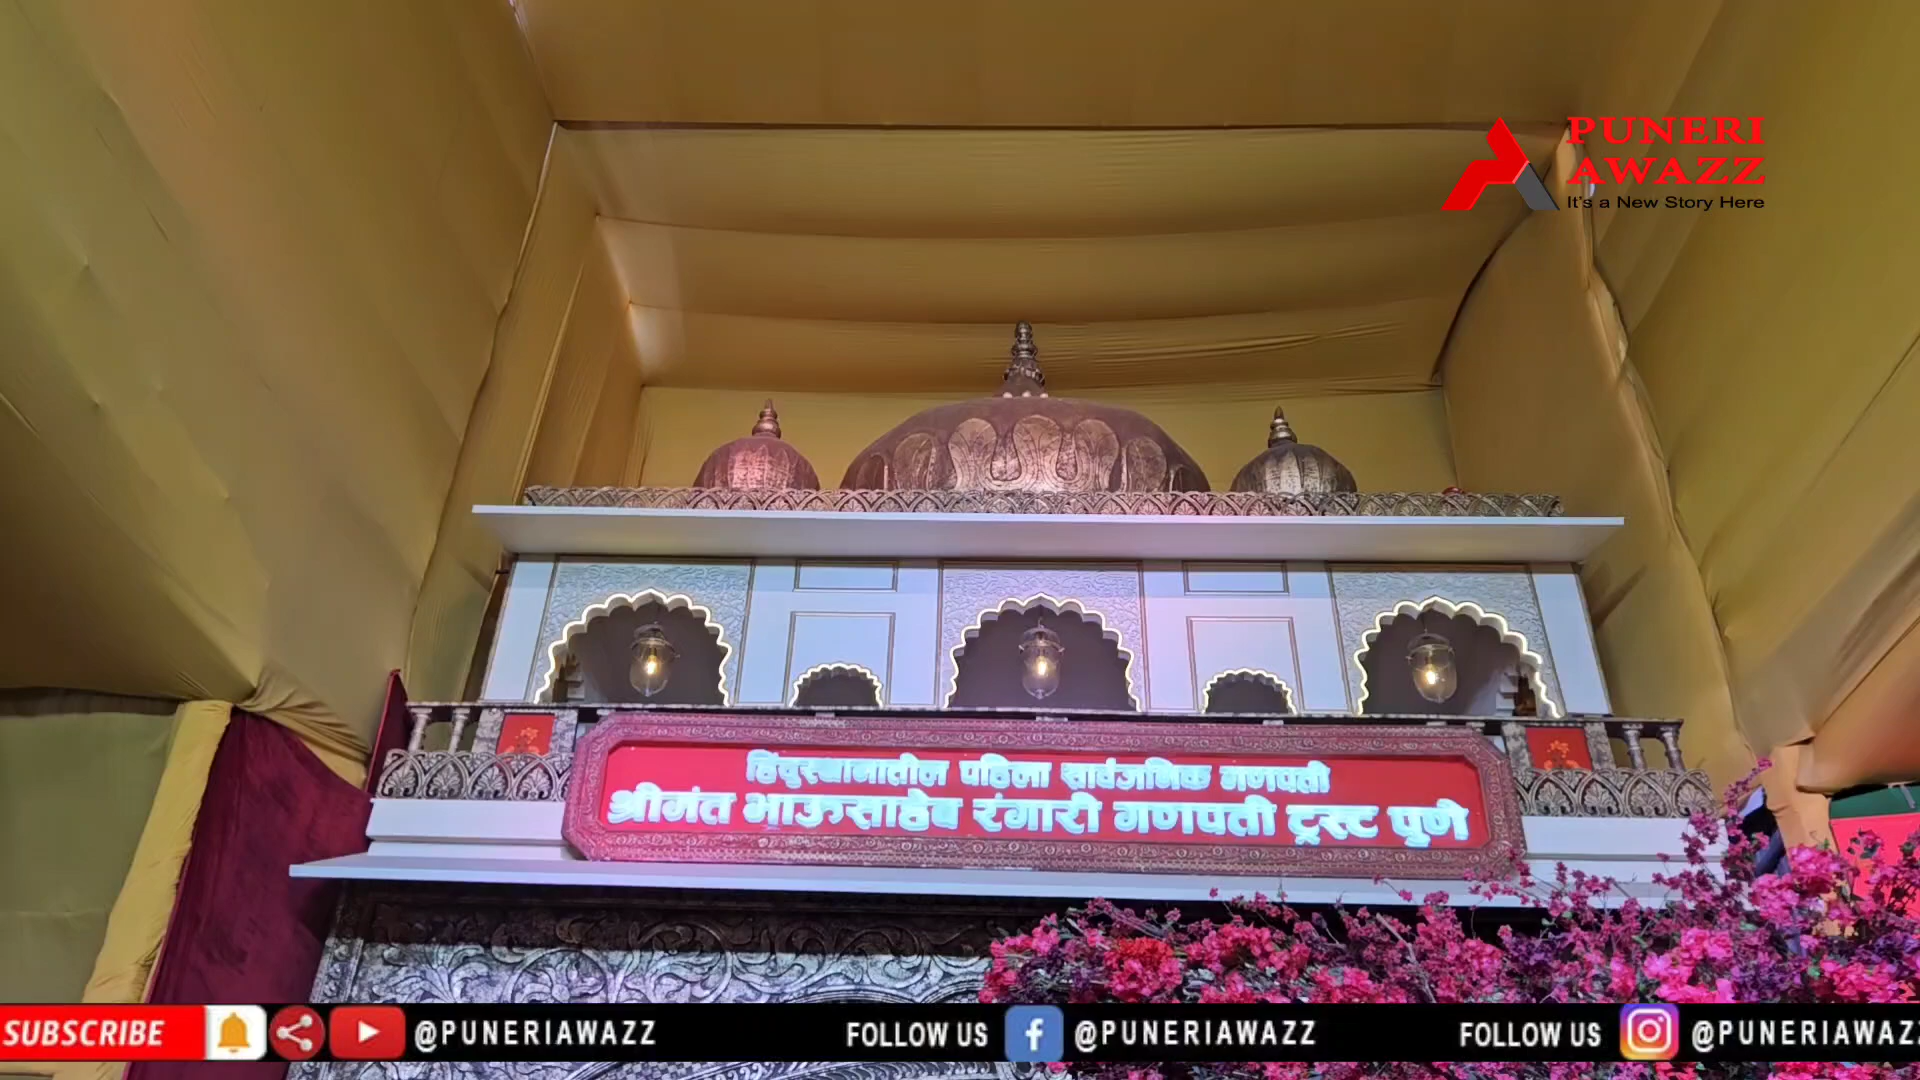 PUNERI
AWAZZ
It's a New Story Here
हिंदुस्थानातील पहिला सार्वजनिक गणपती
श्रीमंत भाऊसाहेब रंगारी गणपती ट्रस्ट पुणे
SUBSCRIBE @PUNERIAWAZZ FOLLOW US @PUNERIAWAZZ FOLLOW US @PUNERIAWAZZ